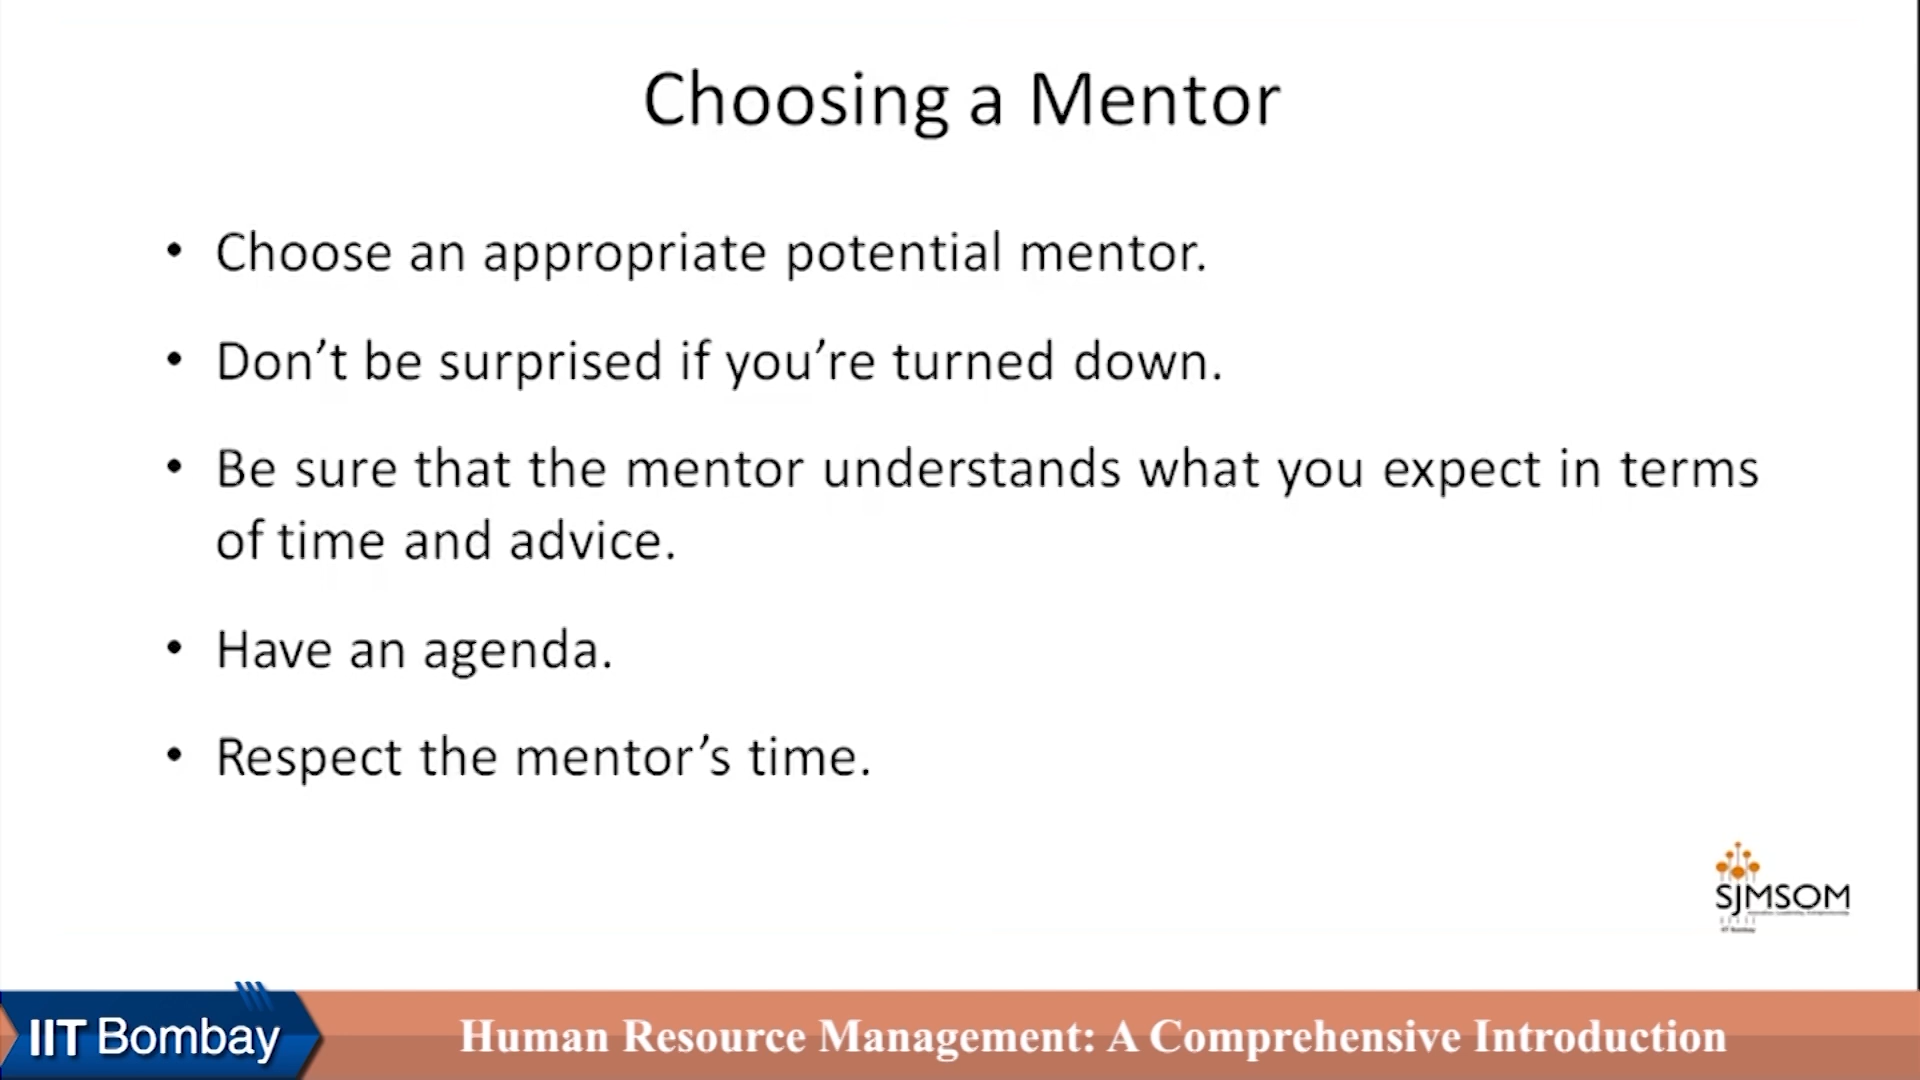 Choosing a Mentor
• Choose an appropriate potential mentor.
• Don’t be surprised if you’re turned down.
• Be sure that the mentor understands what you expect in terms
of time and advice.
• Have an agenda.
• Respect the mentor’s time.
SJMSOM
IIT Bombay
IIT Bombay
Human Resource Management: A Comprehensive Introduction